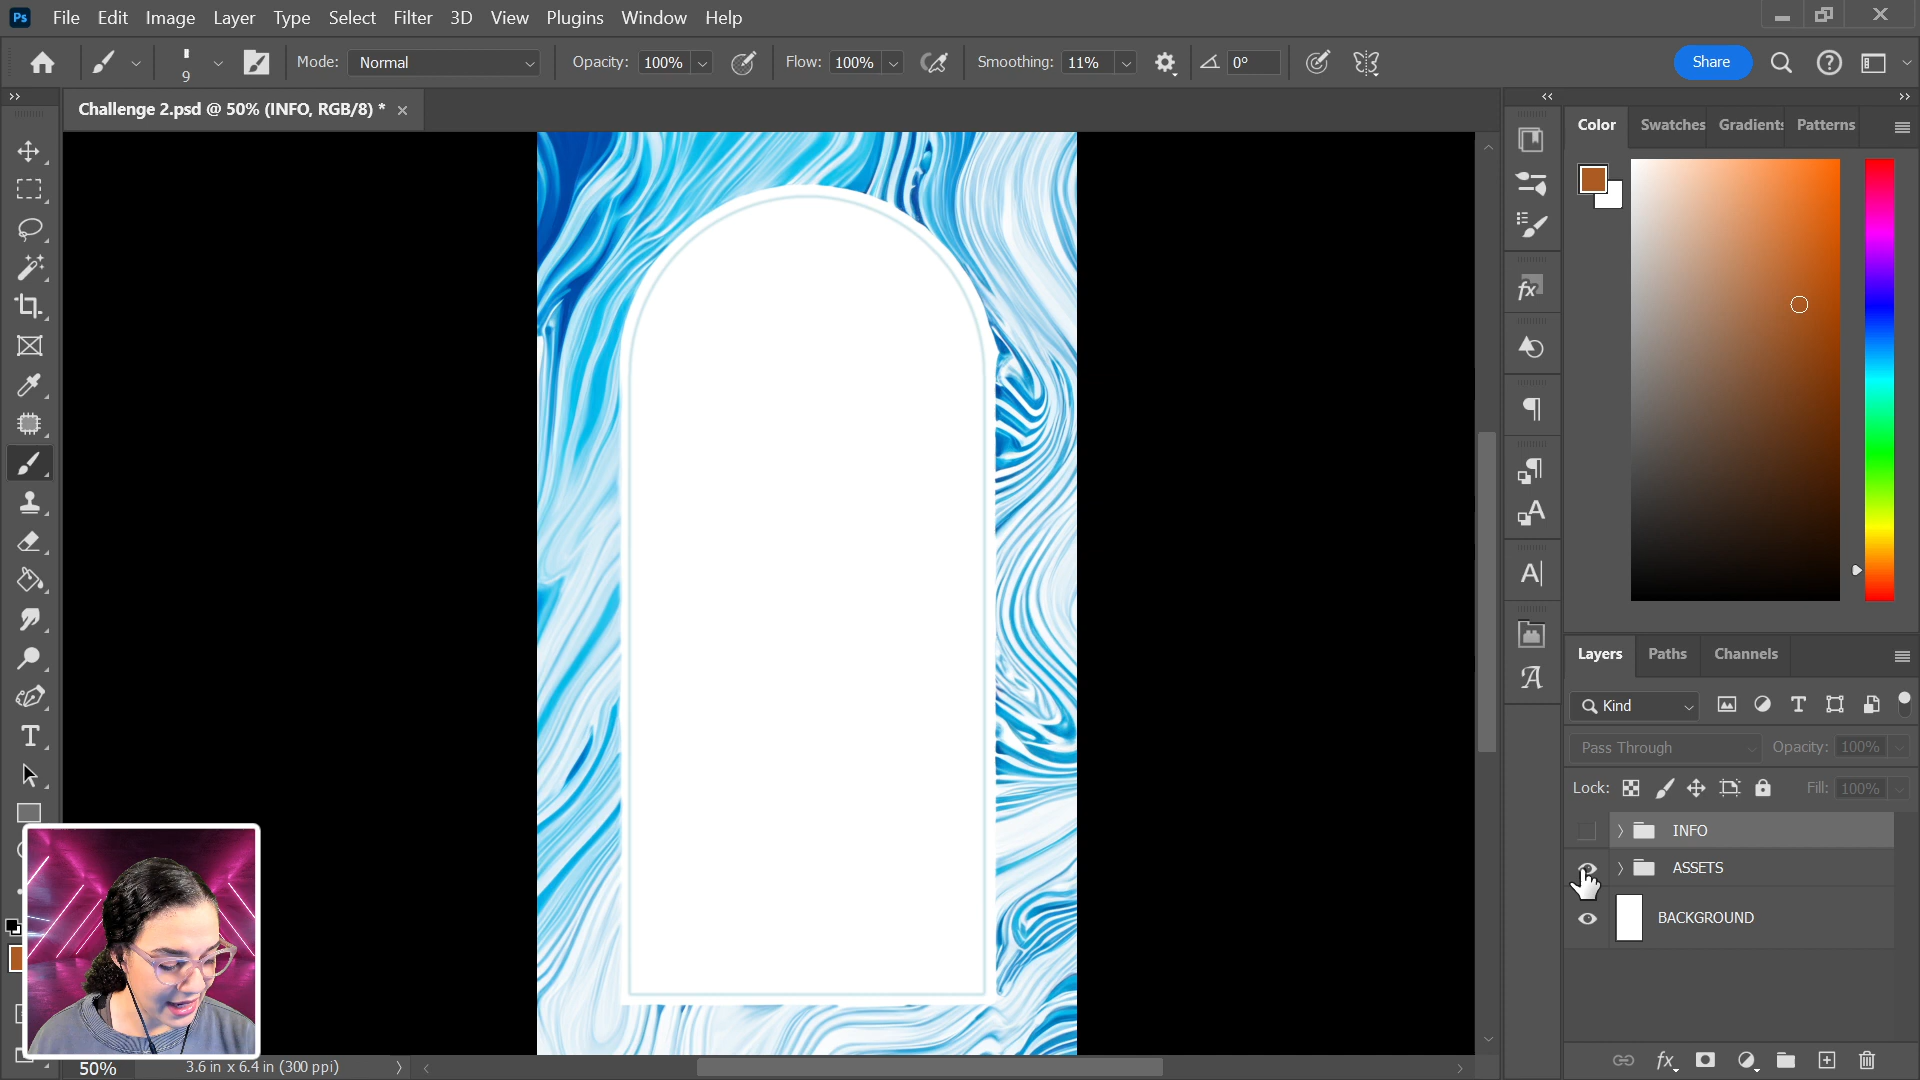 Ps File Edit Image Layer Type Select Filter 3D View Plugins Window Help
9 Mode: Normal Opacity: 100% Flow: 100% Smoothing: 11% 0° Share
Challenge 2.psd @ 50% (INFO, RGB/8) *
Color Swatches Gradients Patterns
Layers Paths Channels
Kind
Pass Through Opacity: 100%
Lock: Fill: 100%
INFO
ASSETS
BACKGROUND
50% 3.6 in x 6.4 in (300 ppi)